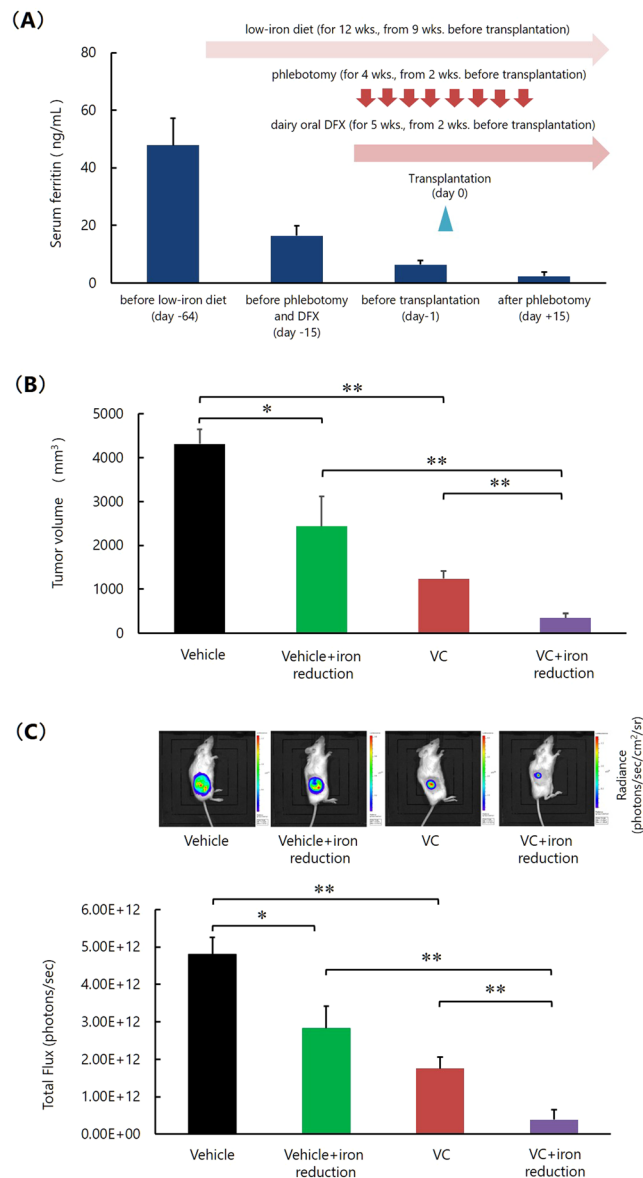 (A)
low-iron diet (for 12 wks., from 9 wks. before transplantation)
phlebotomy (for 4 wks., from 2 wks. before transplantation)
dairy oral DFX (for 5 wks., from 2 wks. before transplantation)
Transplantation
(day 0)
Serum ferritin ( ng/mL )
80
60
40
20
0
before low-iron diet
(day -64)
before phlebotomy
and DFX
(day -15)
before transplantation
(day-1)
after phlebotomy
(day +15)
(B)
Tumor volume ( mm³ )
5000
4000
3000
2000
1000
0
**
*
**
**
Vehicle
Vehicle+iron
reduction
VC
VC+iron
reduction
(C)
Radiance
(photons/sec/cm²/sr)
Vehicle
Vehicle+iron
reduction
VC
VC+iron
reduction
Total Flux (photons/sec)
6.00E+12
5.00E+12
4.00E+12
3.00E+12
2.00E+12
1.00E+12
0.00E+00
**
*
**
**
Vehicle
Vehicle+iron
reduction
VC
VC+iron
reduction